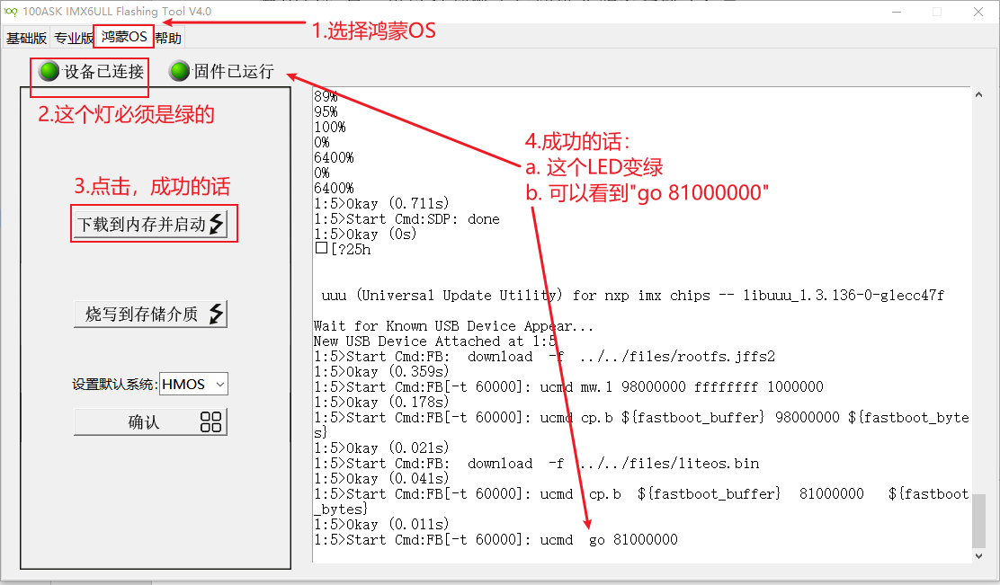 100ASK IMX6ULL Flashing Tool V4.0
基础版 专业版 鸿蒙OS 帮助
1.选择鸿蒙OS
设备已连接 固件已运行
2.这个灯必须是绿的
3.点击，成功的话
下载到内存并启动
烧写到存储介质
设置默认系统: HMOS
确认
4.成功的话：
a. 这个LED变绿
b. 可以看到"go 81000000"
89%
95%
100%
0%
6400%
0%
6400%
1:5>Okay (0.711s)
1:5>Start Cmd:SDP: done
1:5>Okay (0s)
□[?25h
uuu (Universal Update Utility) for nxp imx chips -- libuuu_1.3.136-0-g1ecc47f
Wait for Known USB Device Appear...
New USB Device Attached at 1:5
1:5>Start Cmd:FB: download -f ../../files/rootfs.jffs2
1:5>Okay (0.359s)
1:5>Start Cmd:FB[-t 60000]: ucmd mw.l 98000000 ffffffff 1000000
1:5>Okay (0.178s)
1:5>Start Cmd:FB[-t 60000]: ucmd cp.b ${fastboot_buffer} 98000000 ${fastboot_byte
s}
1:5>Okay (0.021s)
1:5>Start Cmd:FB: download -f ../../files/liteos.bin
1:5>Okay (0.041s)
1:5>Start Cmd:FB[-t 60000]: ucmd cp.b ${fastboot_buffer} 81000000 ${fastboot
_bytes}
1:5>Okay (0.011s)
1:5>Start Cmd:FB[-t 60000]: ucmd go 81000000